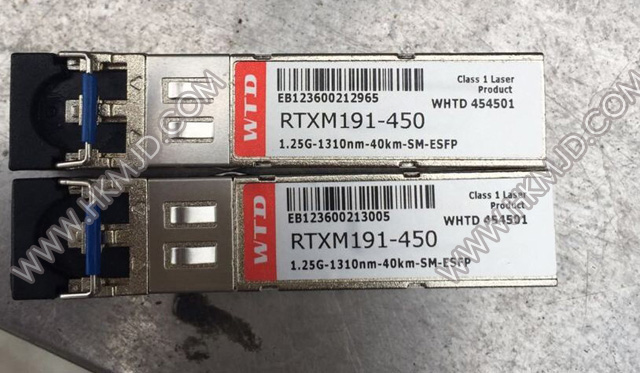 WTD
EB123600212965
Class 1 Laser
Product
WHTD 454501
RTXM191-450
1.25G-1310nm-40km-SM-ESFP
WTD
EB123600213005
Class 1 Laser
Product
WHTD 454501
RTXM191-450
1.25G-1310nm-40km-SM-ESFP
WWW.HKMJD.COM
WWW.HKMJD.COM
WWW.HKMJD.COM